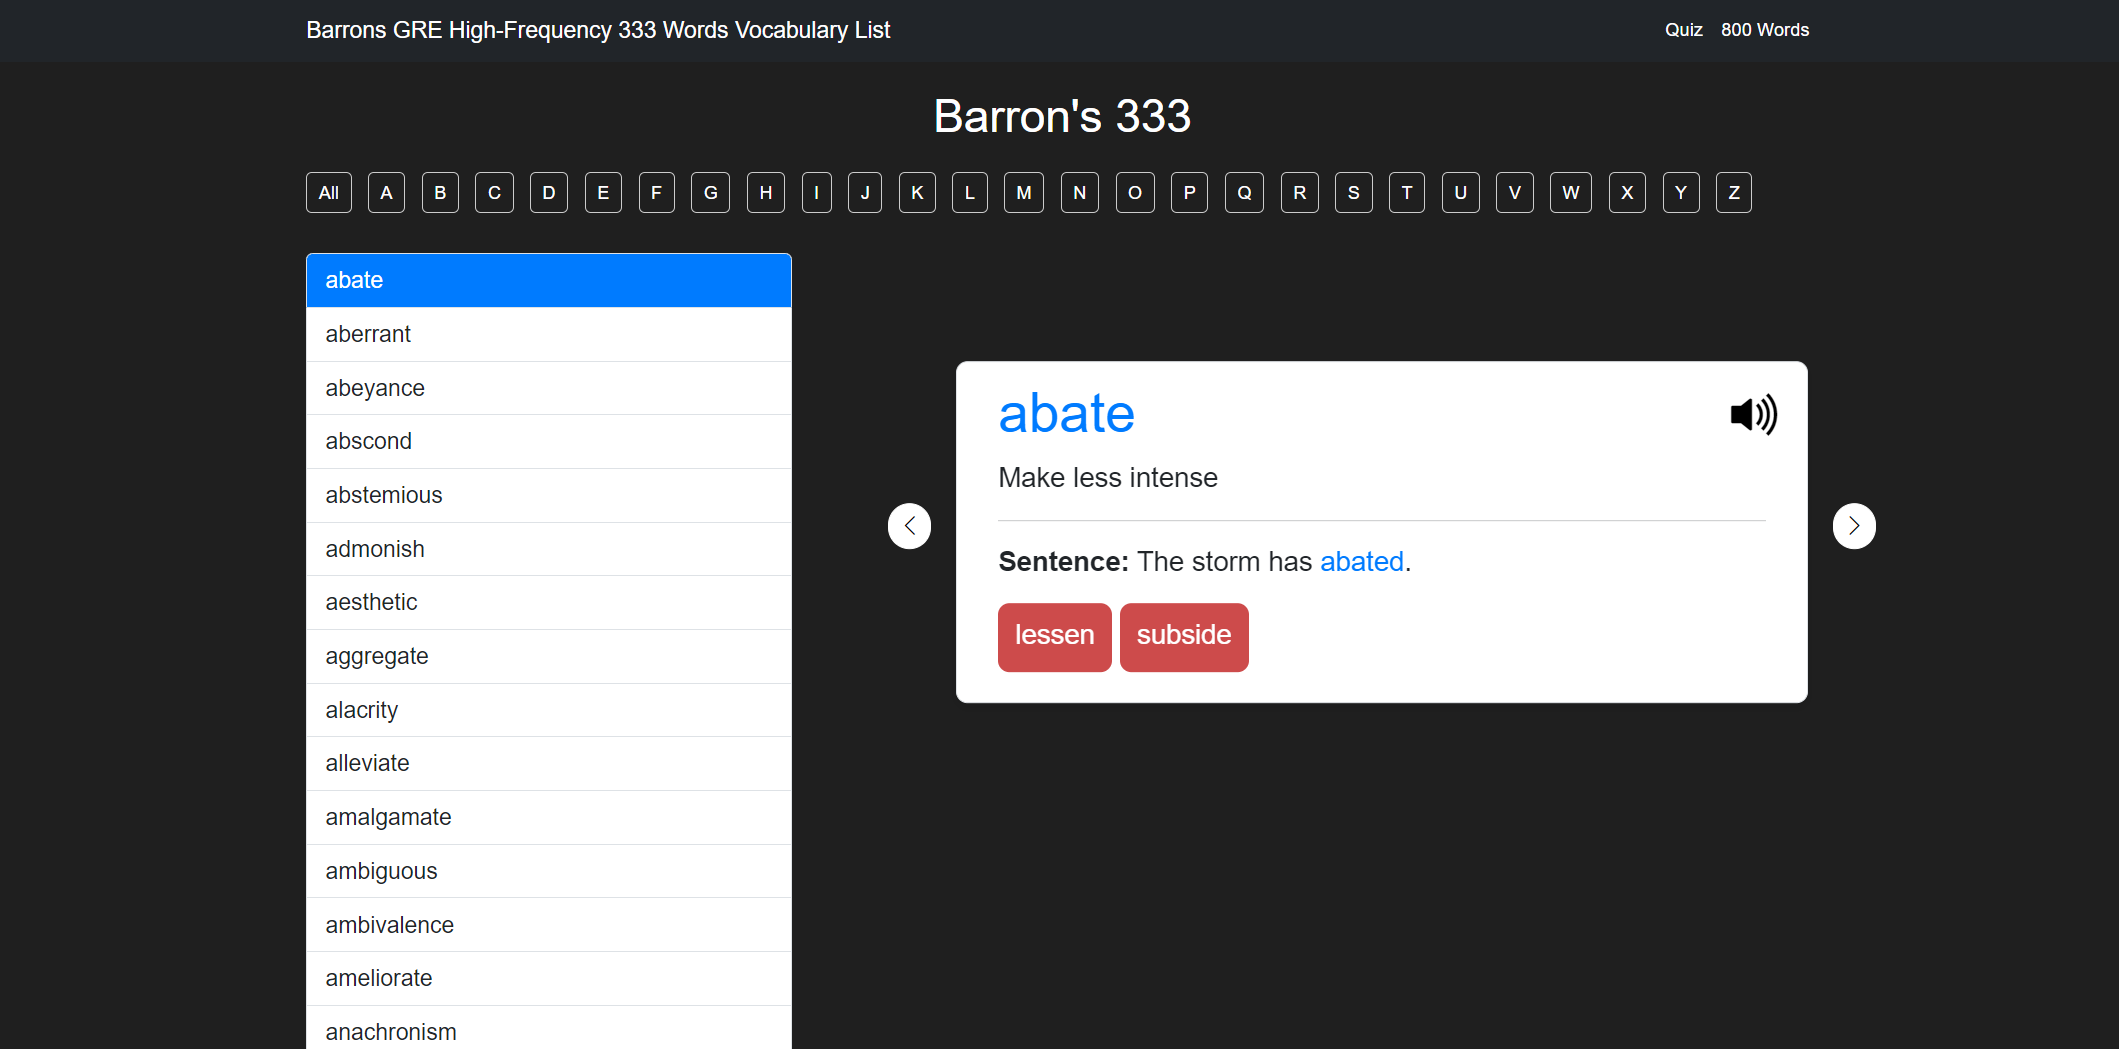 Barrons GRE High-Frequency 333 Words Vocabulary List Quiz 800 Words
Barron's 333
All A B C D E F G H I J K L M N O P Q R S T U V W X Y Z
abate
aberrant
abeyance
abscond
abstemious
admonish
aesthetic
aggregate
alacrity
alleviate
amalgamate
ambiguous
ambivalence
ameliorate
anachronism
abate
Make less intense
Sentence: The storm has abated.
lessen subside